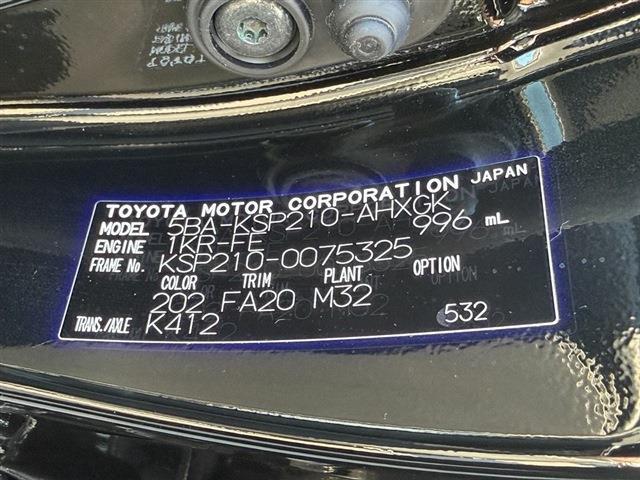 TOYOTA MOTOR CORPORATION JAPAN
MODEL 5BA-KSP210-AHXGK
ENGINE 1KR-FE 996 mL
FRAME No. KSP210-0075325
COLOR TRIM PLANT OPTION
202 FA20 M32
TRANS./AXLE K412 532